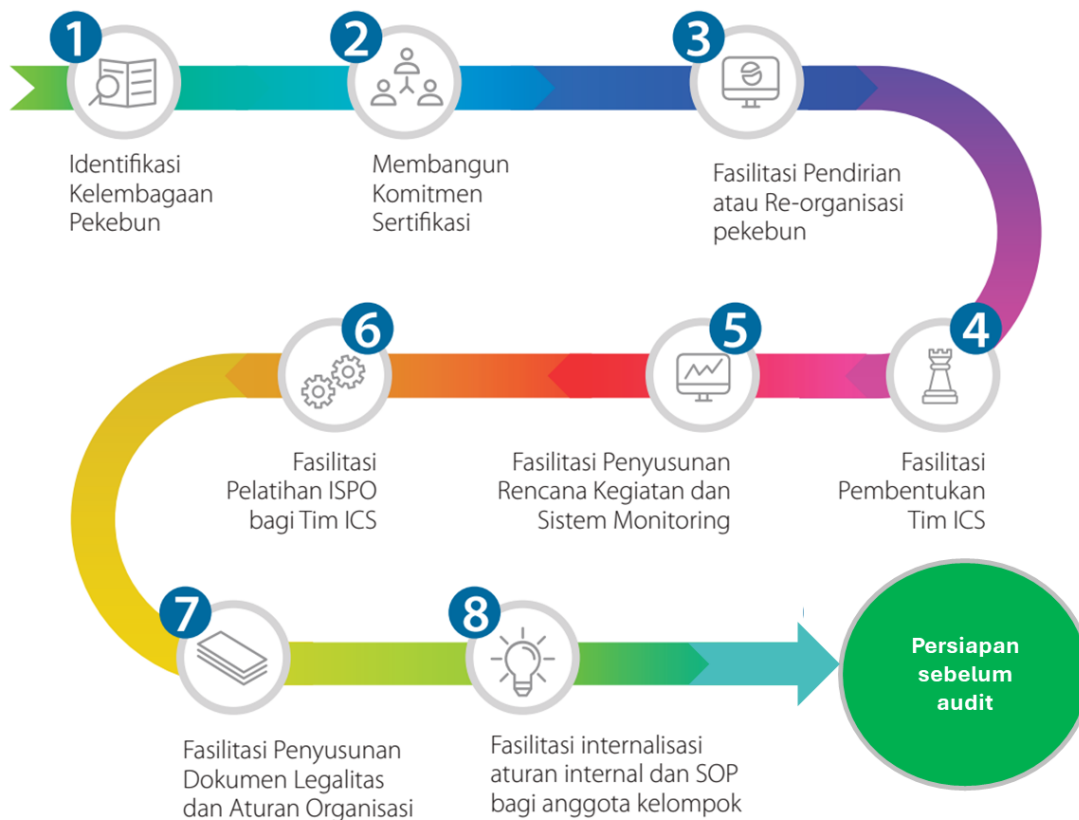 1
Identifikasi
Kelembagaan
Pekebun
2
Membangun
Komitmen
Sertifikasi
3
Fasilitasi Pendirian
atau Re-organisasi
pekebun
4
Fasilitasi
Pembentukan
Tim ICS
5
Fasilitasi Penyusunan
Rencana Kegiatan dan
Sistem Monitoring
6
Fasilitasi
Pelatihan ISPO
bagi Tim ICS
7
Fasilitasi Penyusunan
Dokumen Legalitas
dan Aturan Organisasi
8
Fasilitasi internalisasi
aturan internal dan SOP
bagi anggota kelompok
Persiapan
sebelum
audit